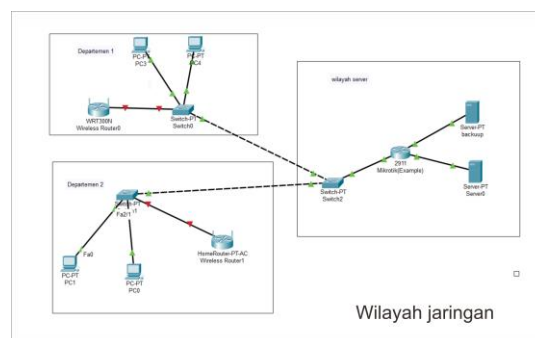 Departemen 1
PC-PT
PC3
PC-PT
PC4
WRT300N
Wireless Router0
Switch-PT
Switch0
wilayah server
Server-PT
backuup
2911
Mikrotik(Example)
Server-PT
Server0
Switch-PT
Switch2
Departemen 2
Switch-PT
Fa2/1
Fa0
PC-PT
PC1
PC-PT
PC0
HomeRouter-PT-AC
Wireless Router1
Wilayah jaringan